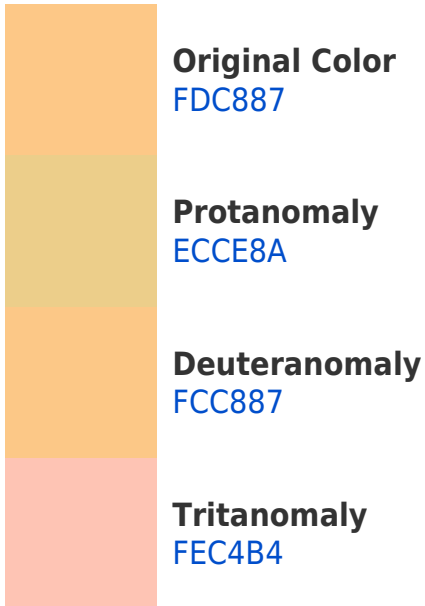 Original Color
FDC887
Protanomaly
ECCE8A
Deuteranomaly
FCC887
Tritanomaly
FEC4B4